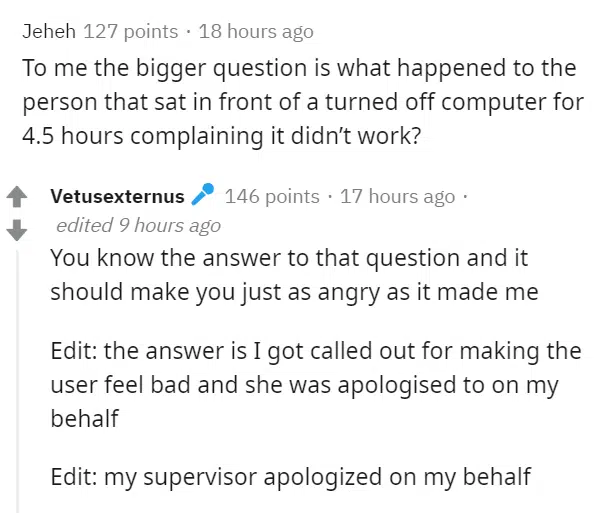 Jeheh 127 points · 18 hours ago
To me the bigger question is what happened to the
person that sat in front of a turned off computer for
4.5 hours complaining it didn’t work?
Vetusexternus 146 points · 17 hours ago ·
edited 9 hours ago
You know the answer to that question and it
should make you just as angry as it made me
Edit: the answer is I got called out for making the
user feel bad and she was apologised to on my
behalf
Edit: my supervisor apologized on my behalf